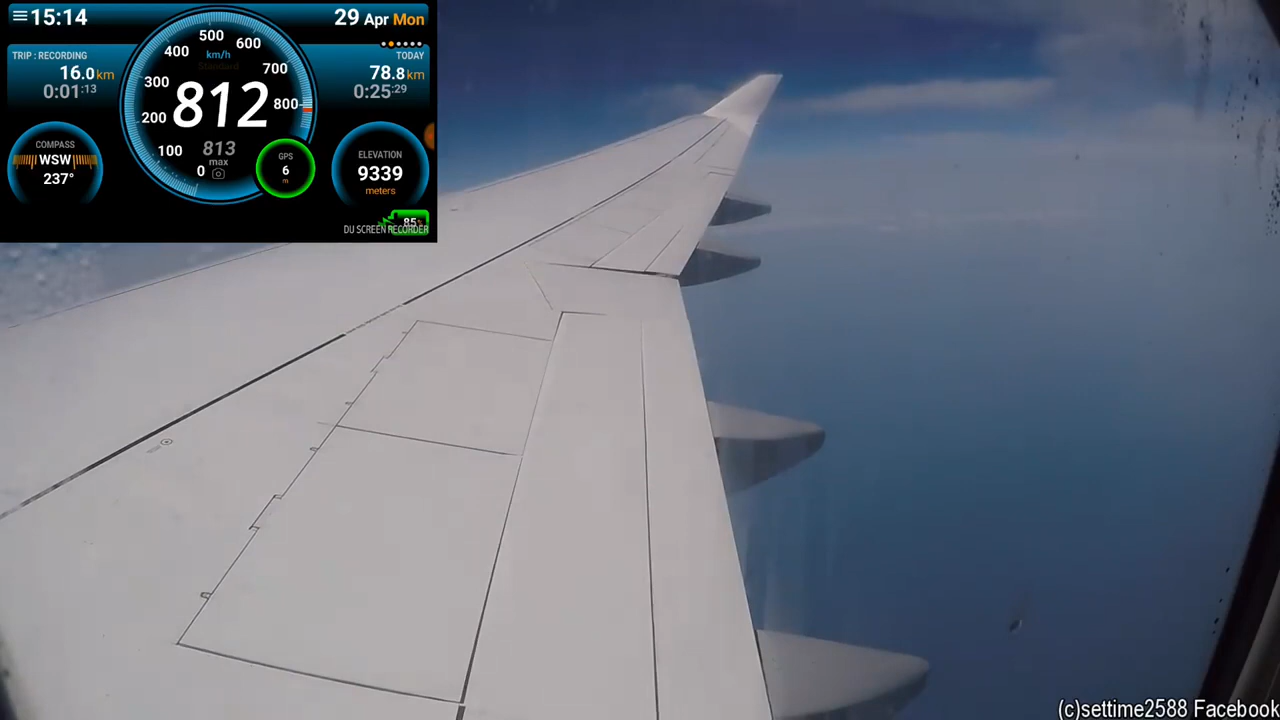 15:14
29 Apr Mon
TRIP : RECORDING
16.0 km
0:01:13
TODAY
78.8 km
0:25:29
0
100
200
300
400
500
600
700
800
km/h
Standard
812
813
max
GPS
6
m
COMPASS
WSW
237°
ELEVATION
9339
meters
85%
DU SCREEN RECORDER
(c)settime2588 Facebook